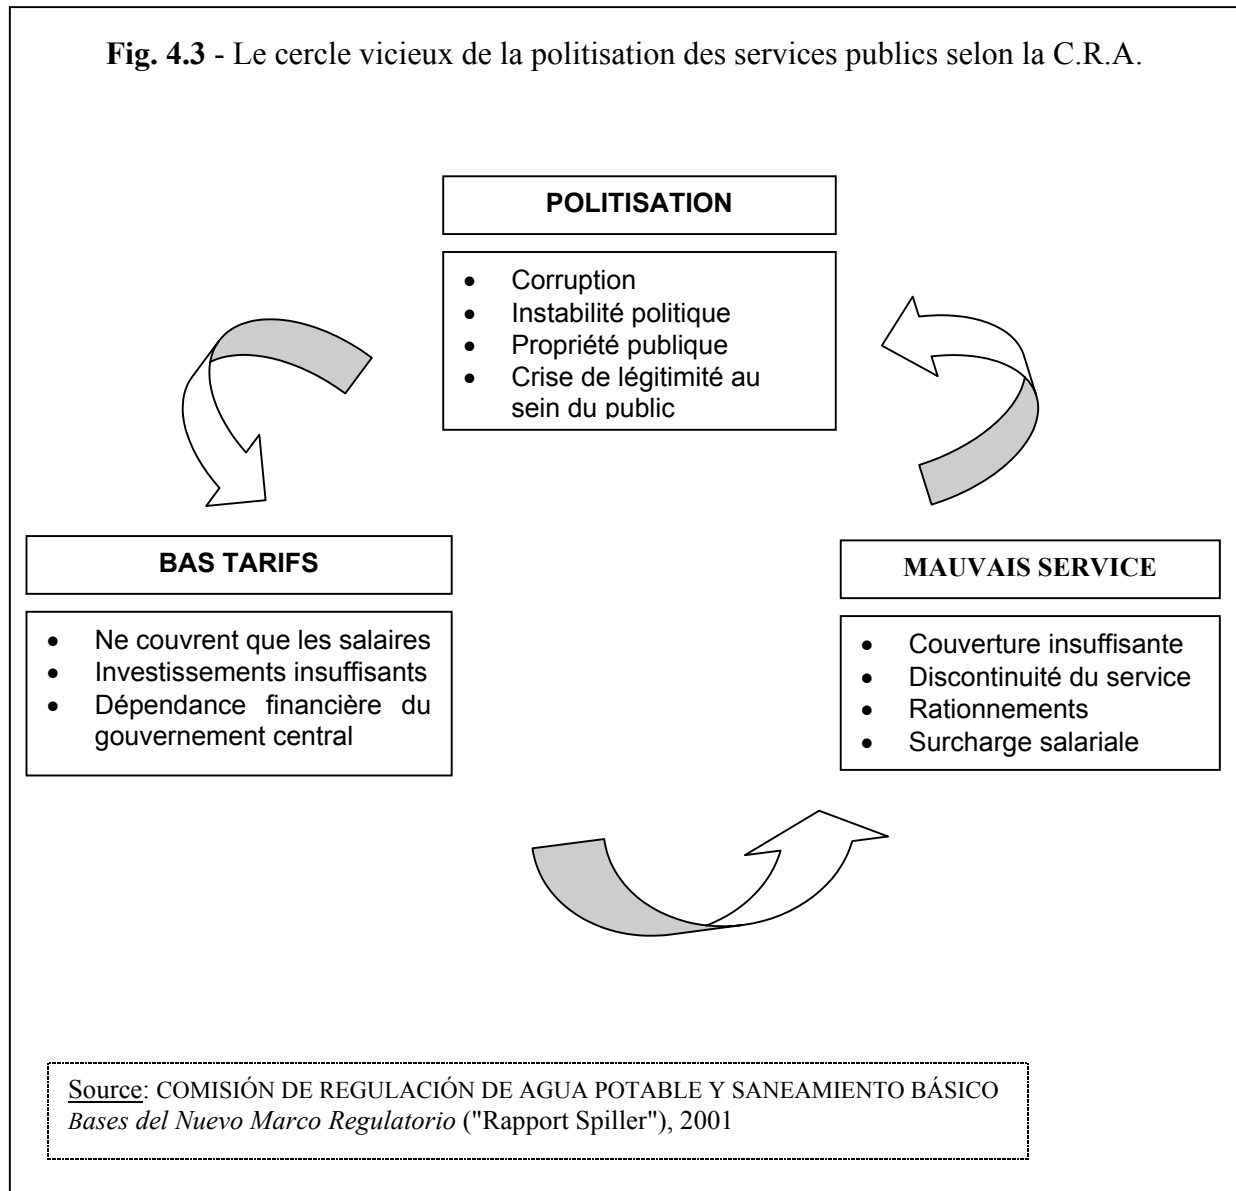 Fig. 4.3 - Le cercle vicieux de la politisation des services publics selon la C.R.A.
POLITISATION
• Corruption
• Instabilité politique
• Propriété publique
• Crise de légitimité au
sein du public
BAS TARIFS
• Ne couvrent que les salaires
• Investissements insuffisants
• Dépendance financière du
gouvernement central
MAUVAIS SERVICE
• Couverture insuffisante
• Discontinuité du service
• Rationnements
• Surcharge salariale
Source: COMISIÓN DE REGULACIÓN DE AGUA POTABLE Y SANEAMIENTO BÁSICO
Bases del Nuevo Marco Regulatorio ("Rapport Spiller"), 2001